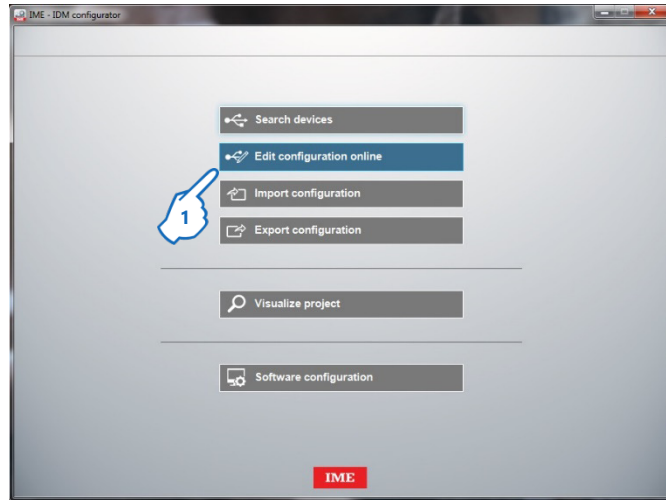 IME - IDM configurator
Search devices
Edit configuration online
1
Import configuration
Export configuration
Visualize project
Software configuration
IME